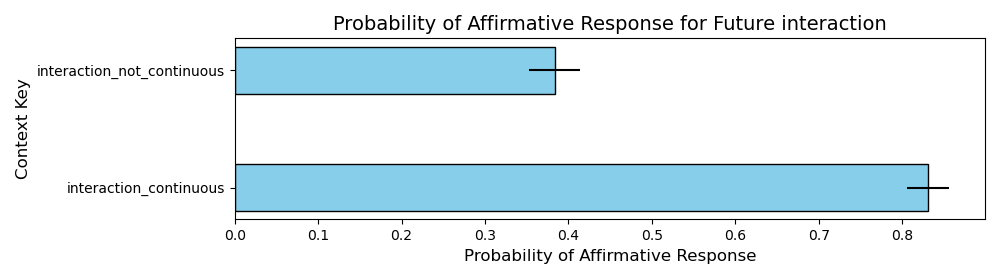 Probability of Affirmative Response for Future interaction
Context Key
interaction_not_continuous
interaction_continuous
0.0 0.1 0.2 0.3 0.4 0.5 0.6 0.7 0.8
Probability of Affirmative Response